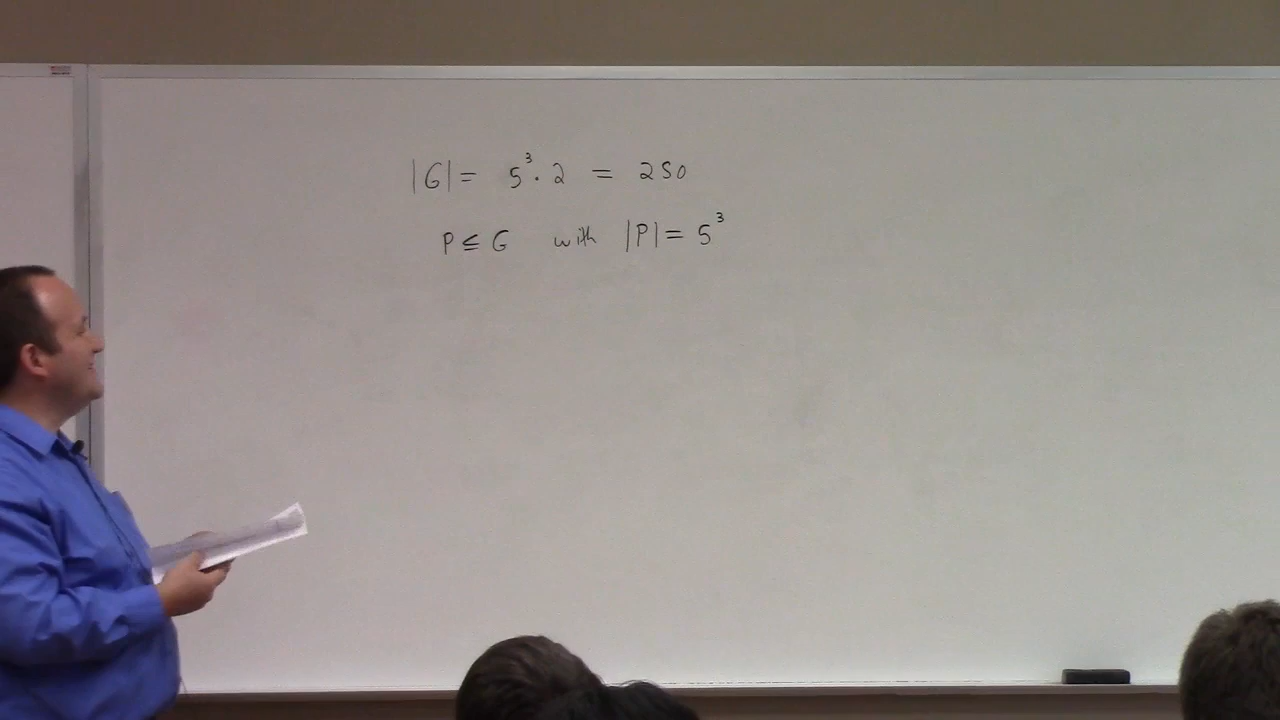 |G| = 5³ · 2 = 250
P ≤ G with |P| = 5³